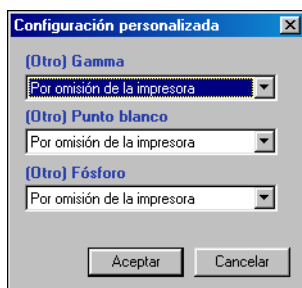 Configuración personalizada
(Otro) Gamma
Por omisión de la impresora
(Otro) Punto blanco
Por omisión de la impresora
(Otro) Fósforo
Por omisión de la impresora
Aceptar
Cancelar